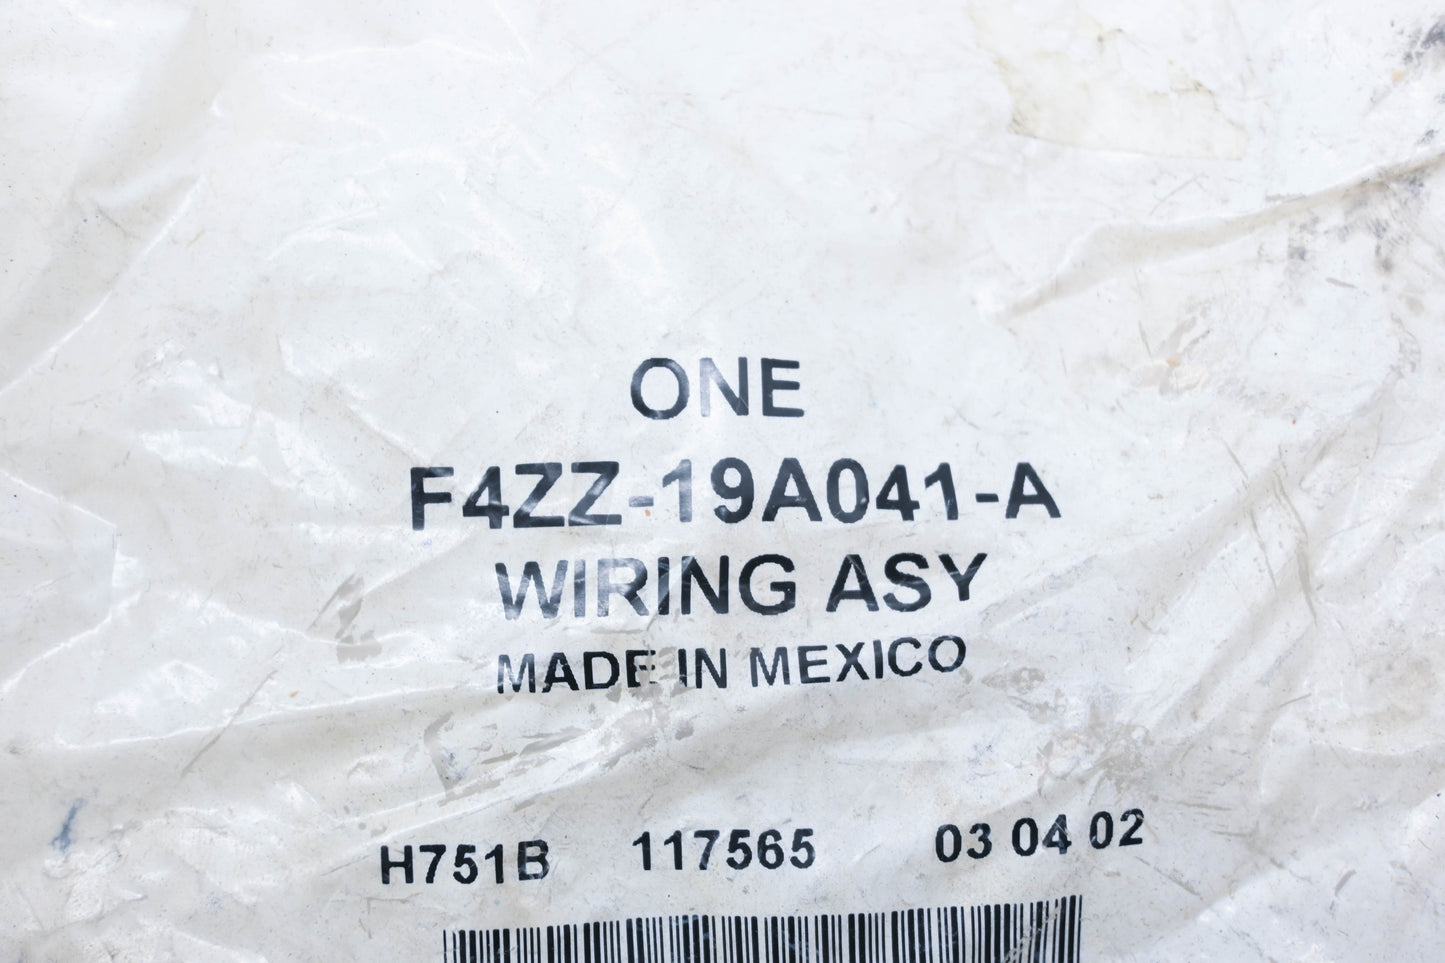 ONE
F4ZZ-19A041-A
WIRING ASY
MADE IN MEXICO
H751B 117565 03 04 02